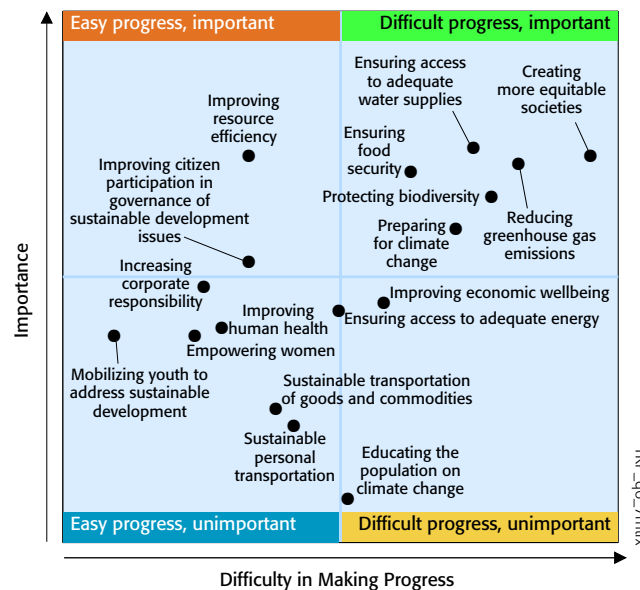 Easy progress, important
Difficult progress, important
Ensuring access
to adequate
water supplies
Creating
more equitable
societies
Improving
resource
efficiency
Ensuring
food
security
Improving citizen
participation in
governance of
sustainable development
issues
Protecting biodiversity
Preparing
for climate
change
Reducing
greenhouse gas
emissions
Increasing
corporate
responsibility
Improving economic wellbeing
Improving
human health
Ensuring access to adequate energy
Empowering women
Mobilizing youth to
address sustainable
development
Sustainable transportation
of goods and commodities
Sustainable
personal
transportation
Educating the
population on
climate change
Easy progress, unimportant
Difficult progress, unimportant
Importance
Difficulty in Making Progress